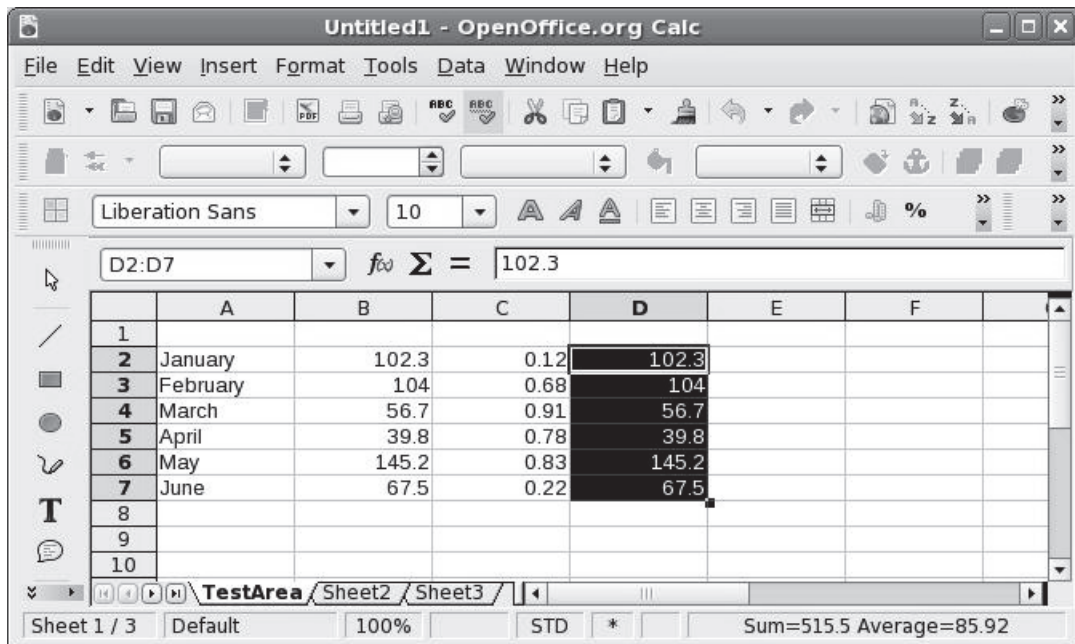 Untitled1 - OpenOffice.org Calc
File Edit View Insert Format Tools Data Window Help
PDF ABC ABC A Z Z A
Liberation Sans 10 A A A %
D2:D7 f(x) Σ = 102.3
A B C D E F
1
2 January 102.3 0.12 102.3
3 February 104 0.68 104
4 March 56.7 0.91 56.7
5 April 39.8 0.78 39.8
6 May 145.2 0.83 145.2
7 June 67.5 0.22 67.5
T 8
9
10
TestArea Sheet2 Sheet3
Sheet 1 / 3 Default 100% STD * Sum=515.5 Average=85.92